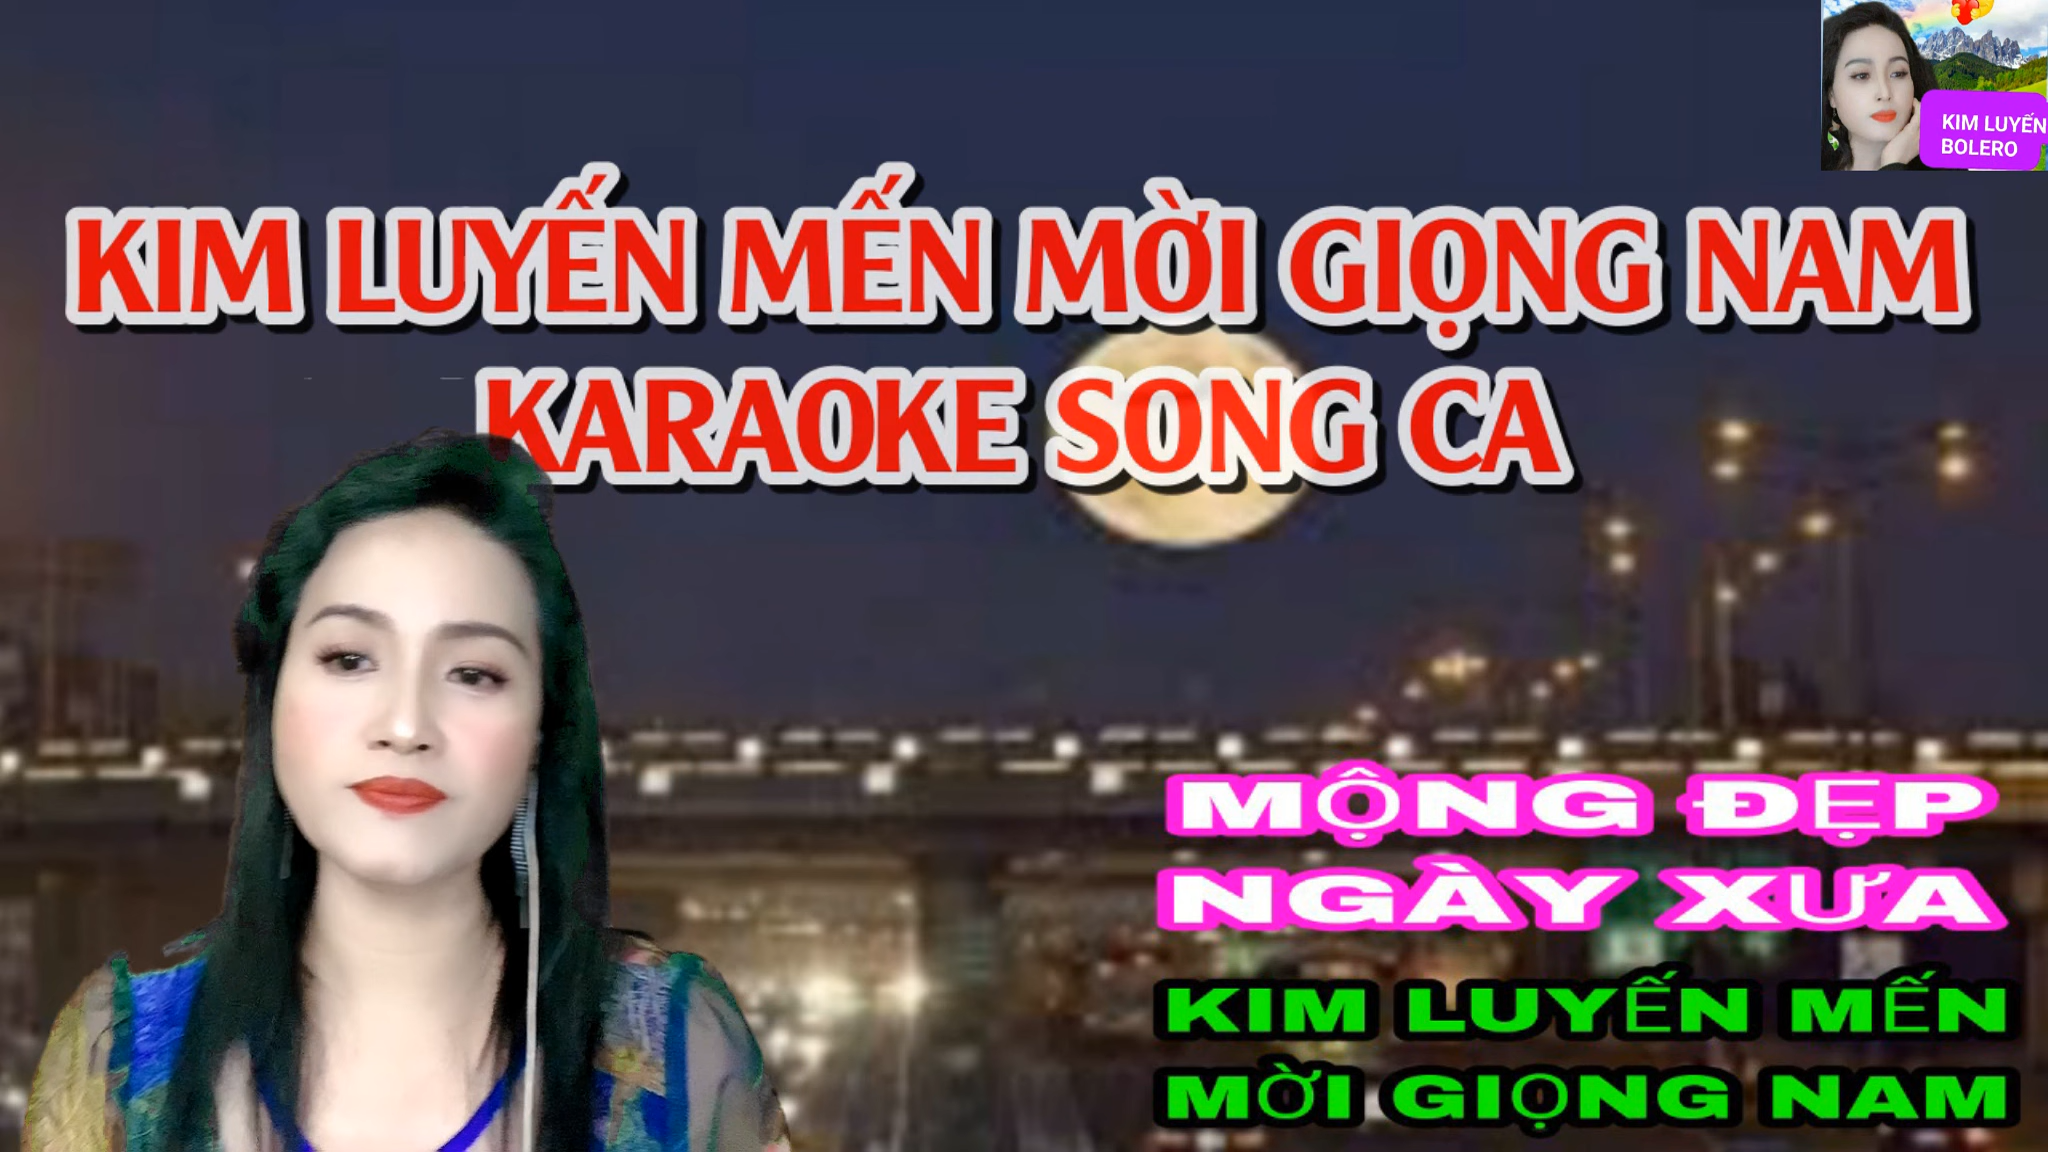 KIM LUYẾN
BOLERO
KIM LUYẾN MẾN MỜI GIỌNG NAM
KARAOKE SONG CA
MỘNG ĐẸP
NGÀY XƯA
KIM LUYẾN MẾN
MỜI GIỌNG NAM